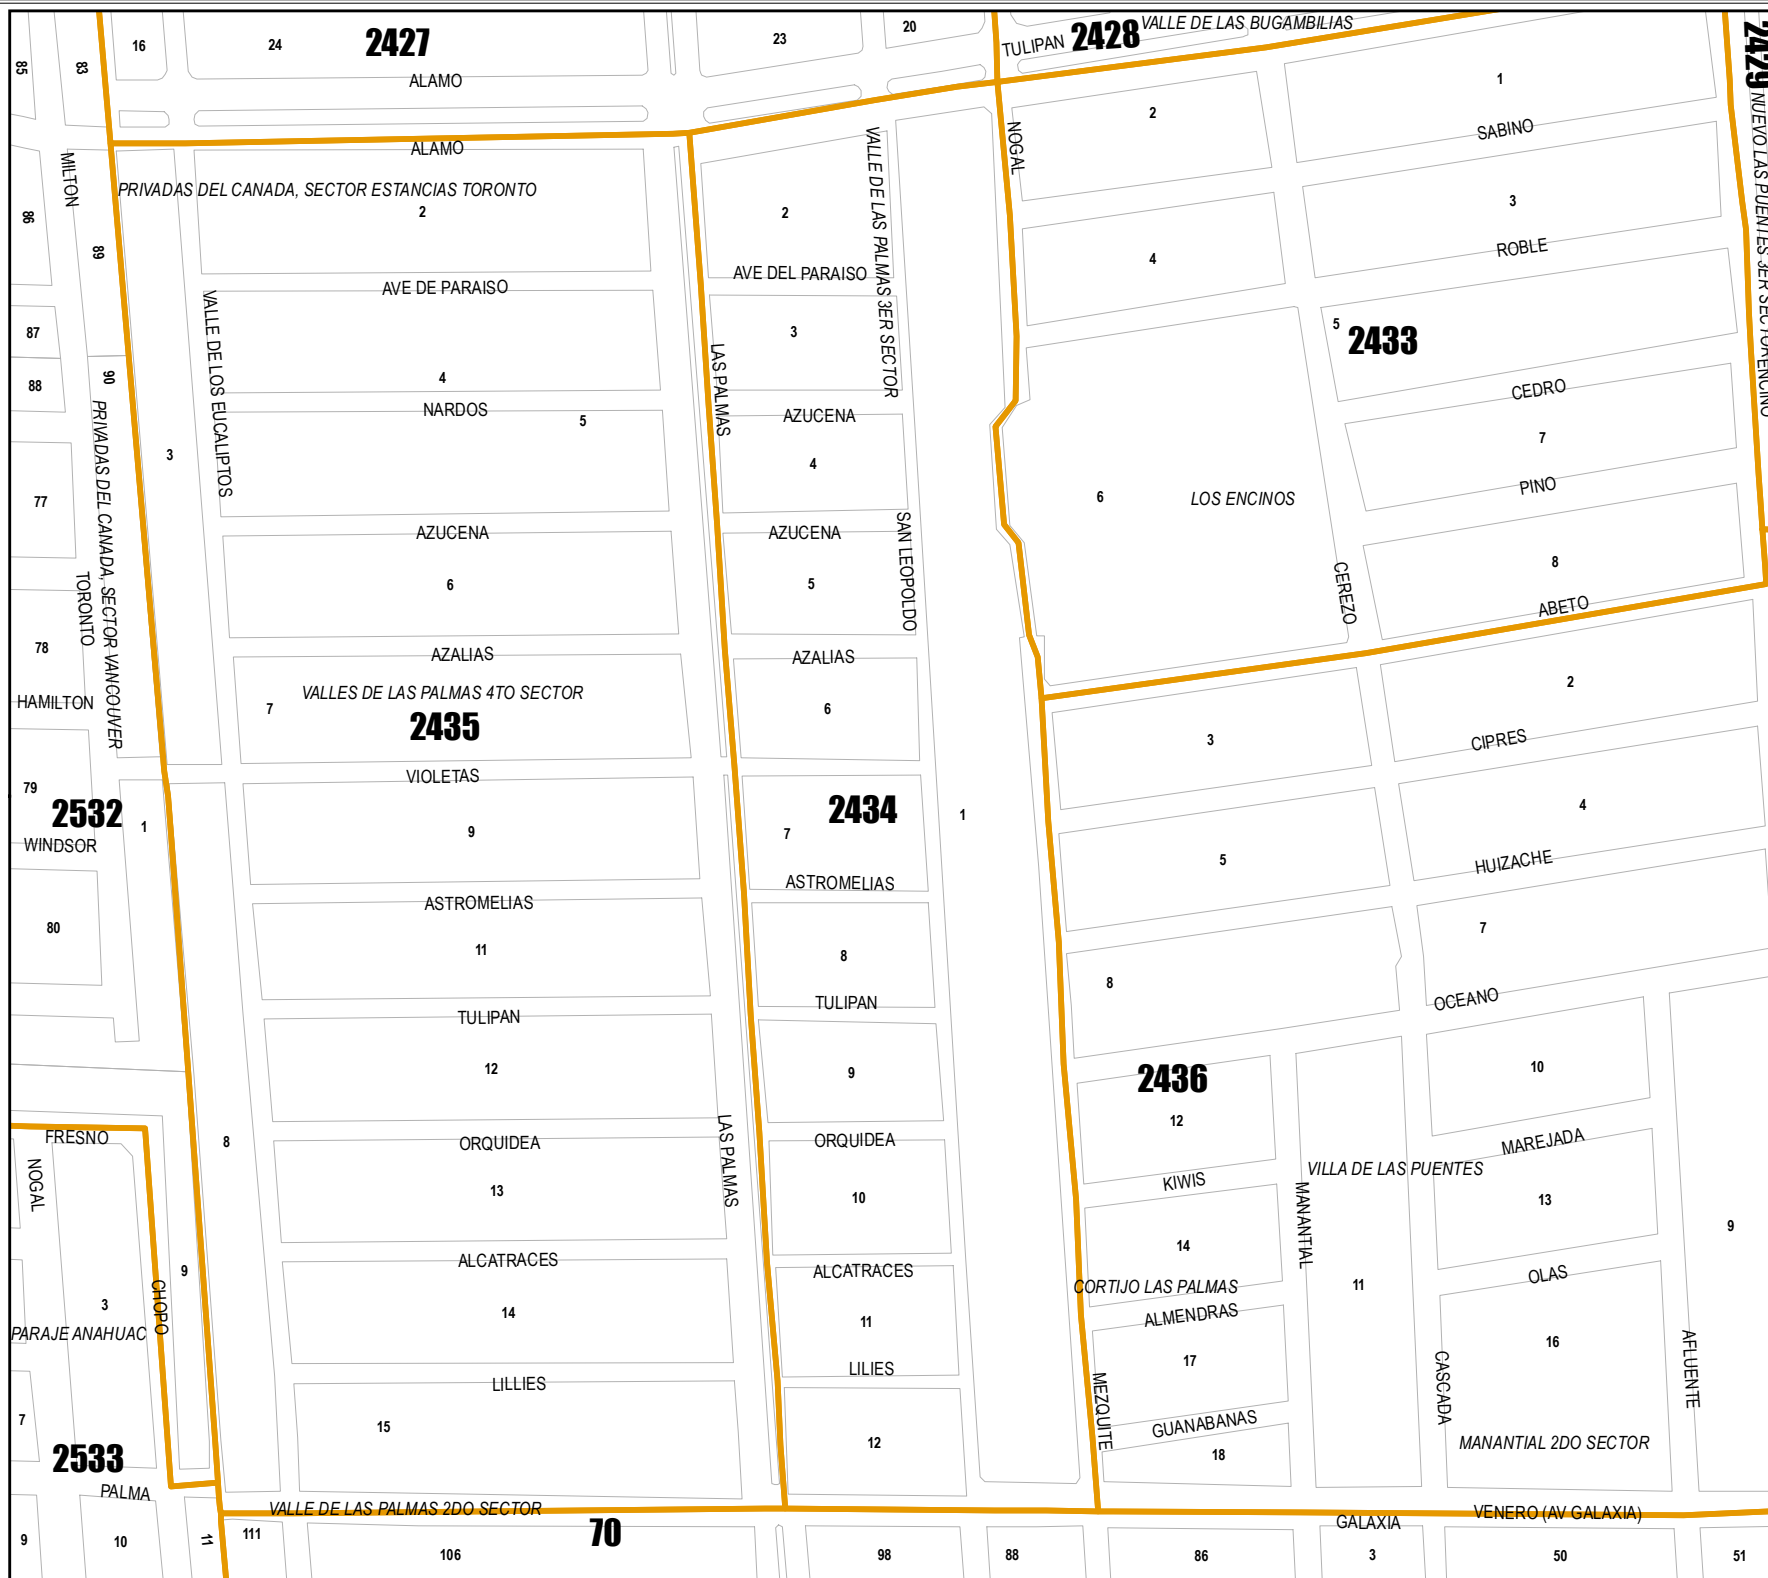 VALLE DE LAS BUGAMBILIAS
85
83
16
24
2427
23
20
TULIPAN
2428
2429
ALAMO
1
2
SABINO
NOGAL
ALAMO
MILTON
PRIVADAS DEL CANADA, SECTOR ESTANCIAS TORONTO
2
2
VALLE DE LAS PALMAS 3ER SECTOR
3
86
89
4
ROBLE
AVE DEL PARAISO
AVE DE PARAISO
VALLE DE LOS EUCALIPTOS
87
3
5
2433
NUEVO LAS PUENTES 3ER SECTOR
ENCINO
88
90
4
LAS PALMAS
CEDRO
NARDOS
5
AZUCENA
3
PRIVADAS DEL CANADA, SECTOR VANCOUVER
4
7
77
6
LOS ENCINOS
PINO
AZUCENA
AZUCENA
SAN LEOPOLDO
6
5
8
CEREZO
ABETO
TORONTO
78
AZALIAS
AZALIAS
HAMILTON
VALLES DE LAS PALMAS 4TO SECTOR
7
2435
6
2
3
CIPRES
VIOLETAS
79
2532
1
9
2434
7
1
4
WINDSOR
5
HUIZACHE
ASTROMELIAS
ASTROMELIAS
80
11
8
7
8
OCEANO
TULIPAN
TULIPAN
12
9
2436
10
12
FRESNO
8
ORQUIDEA
ORQUIDEA
MAREJADA
NOGAL
LAS PALMAS
VILLA DE LAS PUENTES
KIWIS
MANANTIAL
13
10
13
9
14
ALCATRACES
ALCATRACES
9
OLAS
CORTIJO LAS PALMAS
11
CHOPO
3
14
11
ALMENDRAS
PARAJE ANAHUAC
16
AFLUENTE
17
LILLIES
LILIES
CASCADA
MEZQUITE
7
15
12
GUANABANAS
MANANTIAL 2DO SECTOR
18
2533
PALMA
VALLE DE LAS PALMAS 2DO SECTOR
VENERO (AV GALAXIA)
GALAXIA
9
10
11
111
70
106
98
88
86
3
50
51